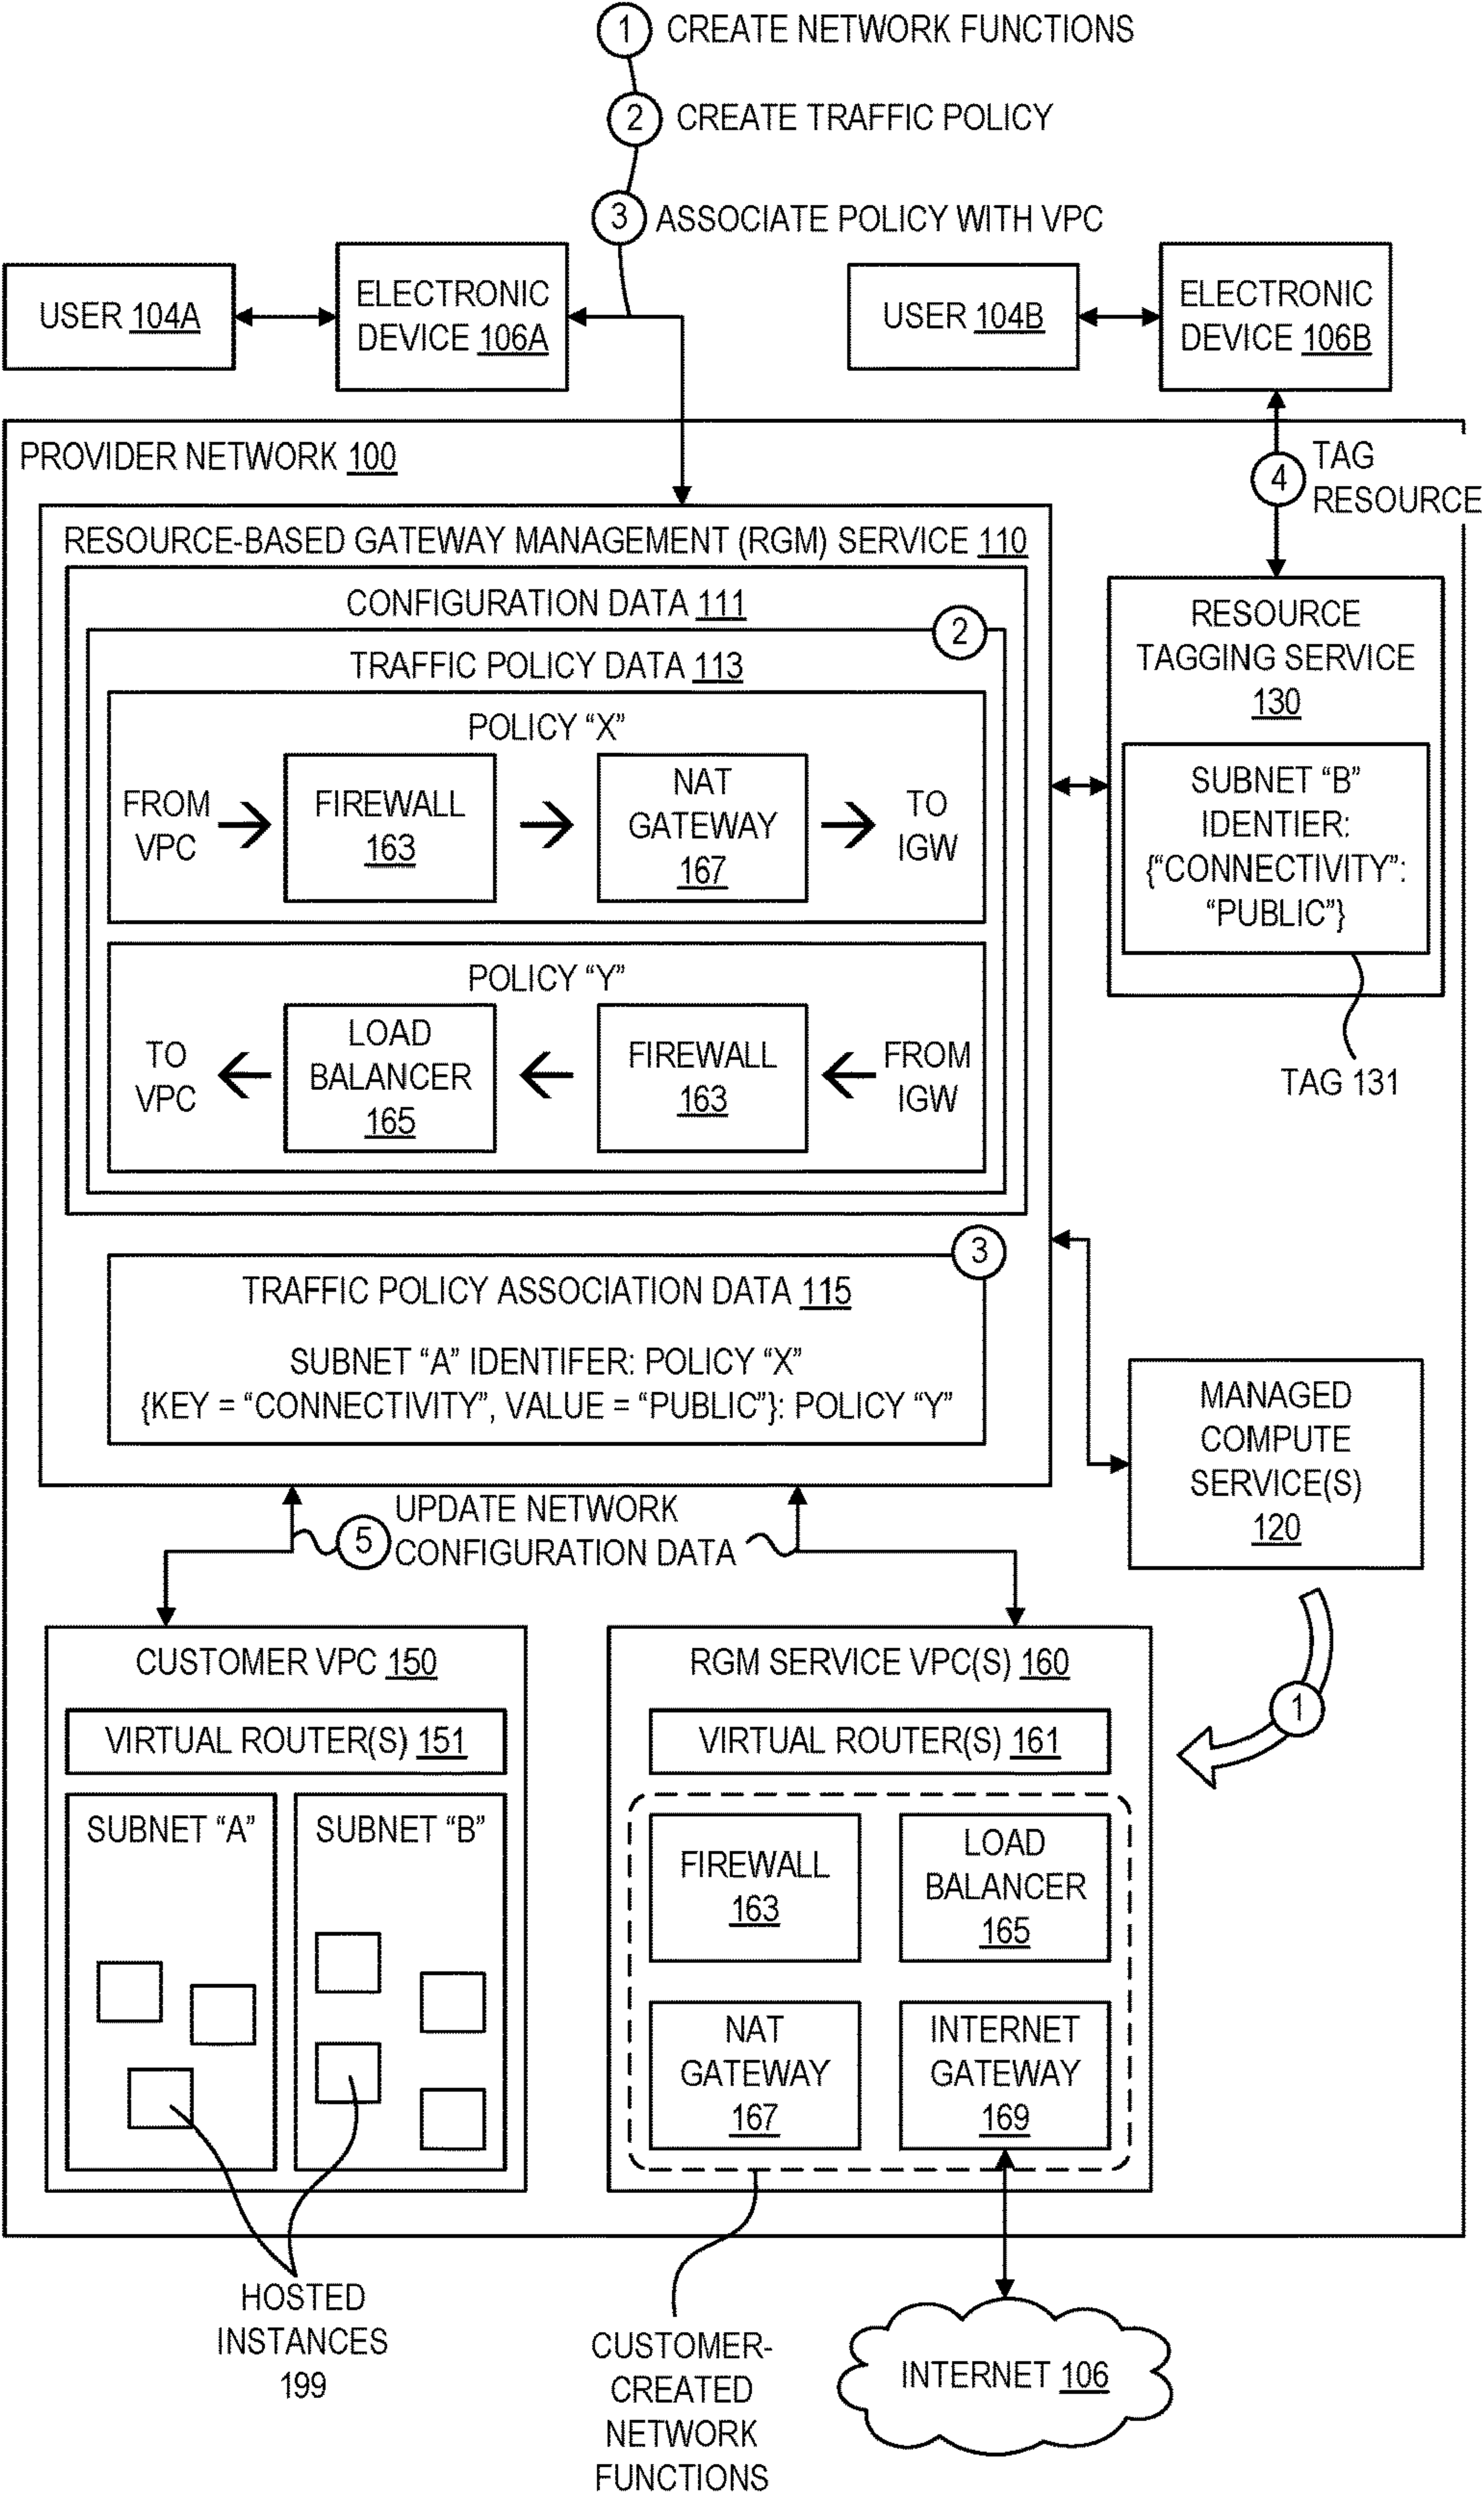 1 CREATE NETWORK FUNCTIONS
2 CREATE TRAFFIC POLICY
3 ASSOCIATE POLICY WITH VPC
USER 104A
ELECTRONIC
DEVICE 106A
USER 104B
ELECTRONIC
DEVICE 106B
PROVIDER NETWORK 100
4 TAG
RESOURCE
RESOURCE-BASED GATEWAY MANAGEMENT (RGM) SERVICE 110
CONFIGURATION DATA 111
2
TRAFFIC POLICY DATA 113
POLICY “X”
FROM
VPC
FIREWALL
163
NAT
GATEWAY
167
TO
IGW
POLICY “Y”
TO
VPC
LOAD
BALANCER
165
FIREWALL
163
FROM
IGW
3
TRAFFIC POLICY ASSOCIATION DATA 115
SUBNET “A” IDENTIFER: POLICY “X”
{KEY = “CONNECTIVITY”, VALUE = “PUBLIC”}: POLICY “Y”
RESOURCE
TAGGING SERVICE
130
SUBNET “B”
IDENTIER:
{“CONNECTIVITY”:
“PUBLIC”}
TAG 131
MANAGED
COMPUTE
SERVICE(S)
120
1
5 UPDATE NETWORK
CONFIGURATION DATA
CUSTOMER VPC 150
VIRTUAL ROUTER(S) 151
SUBNET “A”
SUBNET “B”
RGM SERVICE VPC(S) 160
VIRTUAL ROUTER(S) 161
FIREWALL
163
LOAD
BALANCER
165
NAT
GATEWAY
167
INTERNET
GATEWAY
169
HOSTED
INSTANCES
199
CUSTOMER-
CREATED
NETWORK
FUNCTIONS
INTERNET 106